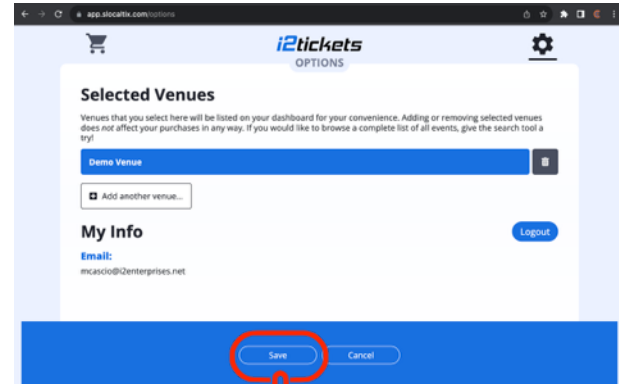 app.slocaltix.com/options
i2tickets
OPTIONS
Selected Venues
Venues that you select here will be listed on your dashboard for your convenience. Adding or removing selected venues
does not affect your purchases in any way. If you would like to browse a complete list of all events, give the search tool a
try!
Demo Venue
Add another venue...
My Info
Logout
Email:
mcascio@i2enterprises.net
Save
Cancel